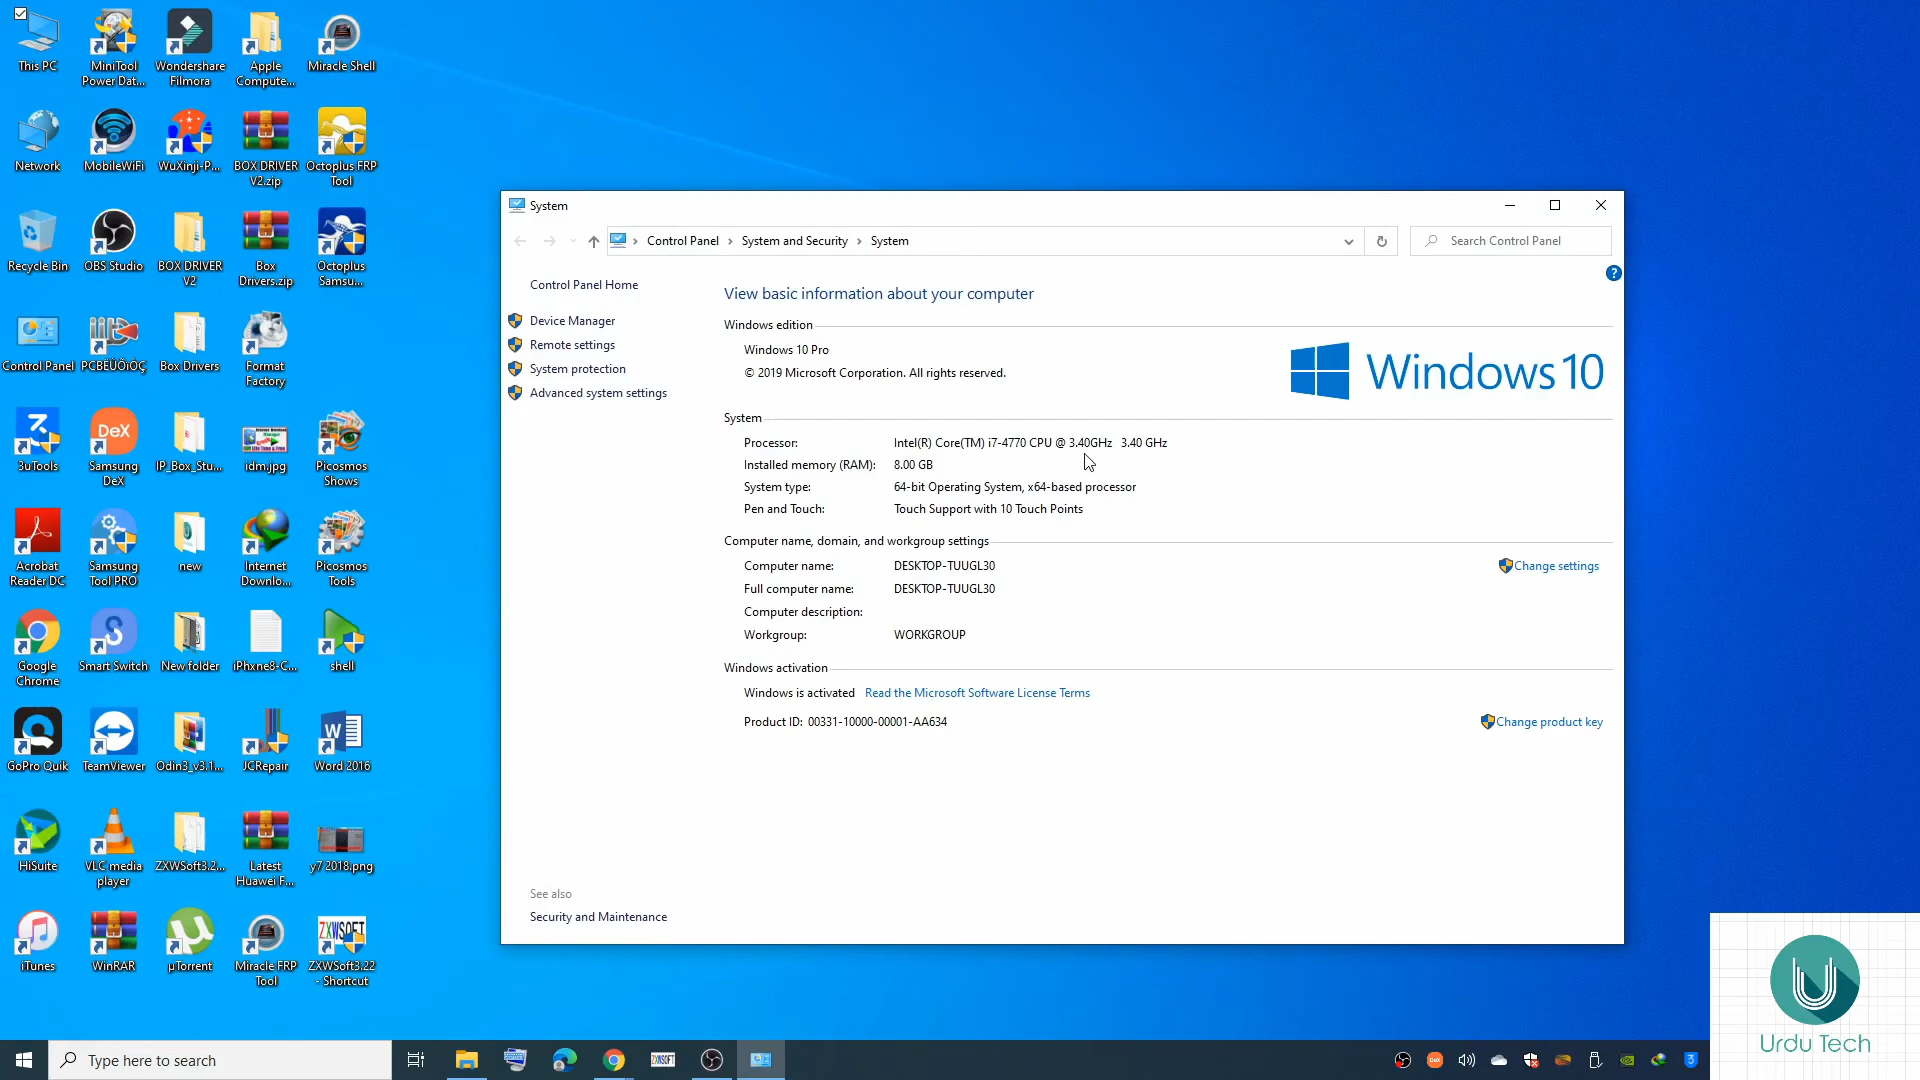 This PC
MiniTool
Power Dat...
Wondershare
Filmora
Apple
Compute...
Miracle Shell
Network
MobileWiFi
WuXinji-P...
BOX DRIVER
V2.zip
Octoplus FRP
Tool
Recycle Bin
OBS Studio
BOX DRIVER
V2
Box
Drivers.zip
Octoplus
Samsu...
Control Panel
PCBËÙÔiÓÇ
Box Drivers
Format
Factory
3uTools
Samsung
DeX
IP_Box_Stu...
idm.jpg
Picosmos
Shows
Acrobat
Reader DC
Samsung
Tool PRO
new
Internet
Downlo...
Picosmos
Tools
Google
Chrome
Smart Switch
New folder
iPhxne8-C...
shell
GoPro Quik
TeamViewer
Odin3_v3.1...
JCRepair
Word 2016
HiSuite
VLC media
player
ZXWSoft3.2...
Latest
Huawei F...
y7 2018.png
iTunes
WinRAR
µTorrent
Miracle FRP
Tool
ZXWSOFT
ZXWSoft3.22
- Shortcut
System
Control Panel > System and Security > System
Search Control Panel
Control Panel Home
Device Manager
Remote settings
System protection
Advanced system settings
View basic information about your computer
Windows edition
Windows 10 Pro
© 2019 Microsoft Corporation. All rights reserved.
Windows 10
System
Processor: Intel(R) Core(TM) i7-4770 CPU @ 3.40GHz 3.40 GHz
Installed memory (RAM): 8.00 GB
System type: 64-bit Operating System, x64-based processor
Pen and Touch: Touch Support with 10 Touch Points
Computer name, domain, and workgroup settings
Computer name: DESKTOP-TUUGL30
Change settings
Full computer name: DESKTOP-TUUGL30
Computer description:
Workgroup: WORKGROUP
Windows activation
Windows is activated Read the Microsoft Software License Terms
Product ID: 00331-10000-00001-AA634
Change product key
See also
Security and Maintenance
Type here to search
ZXWSOFT
Urdu Tech